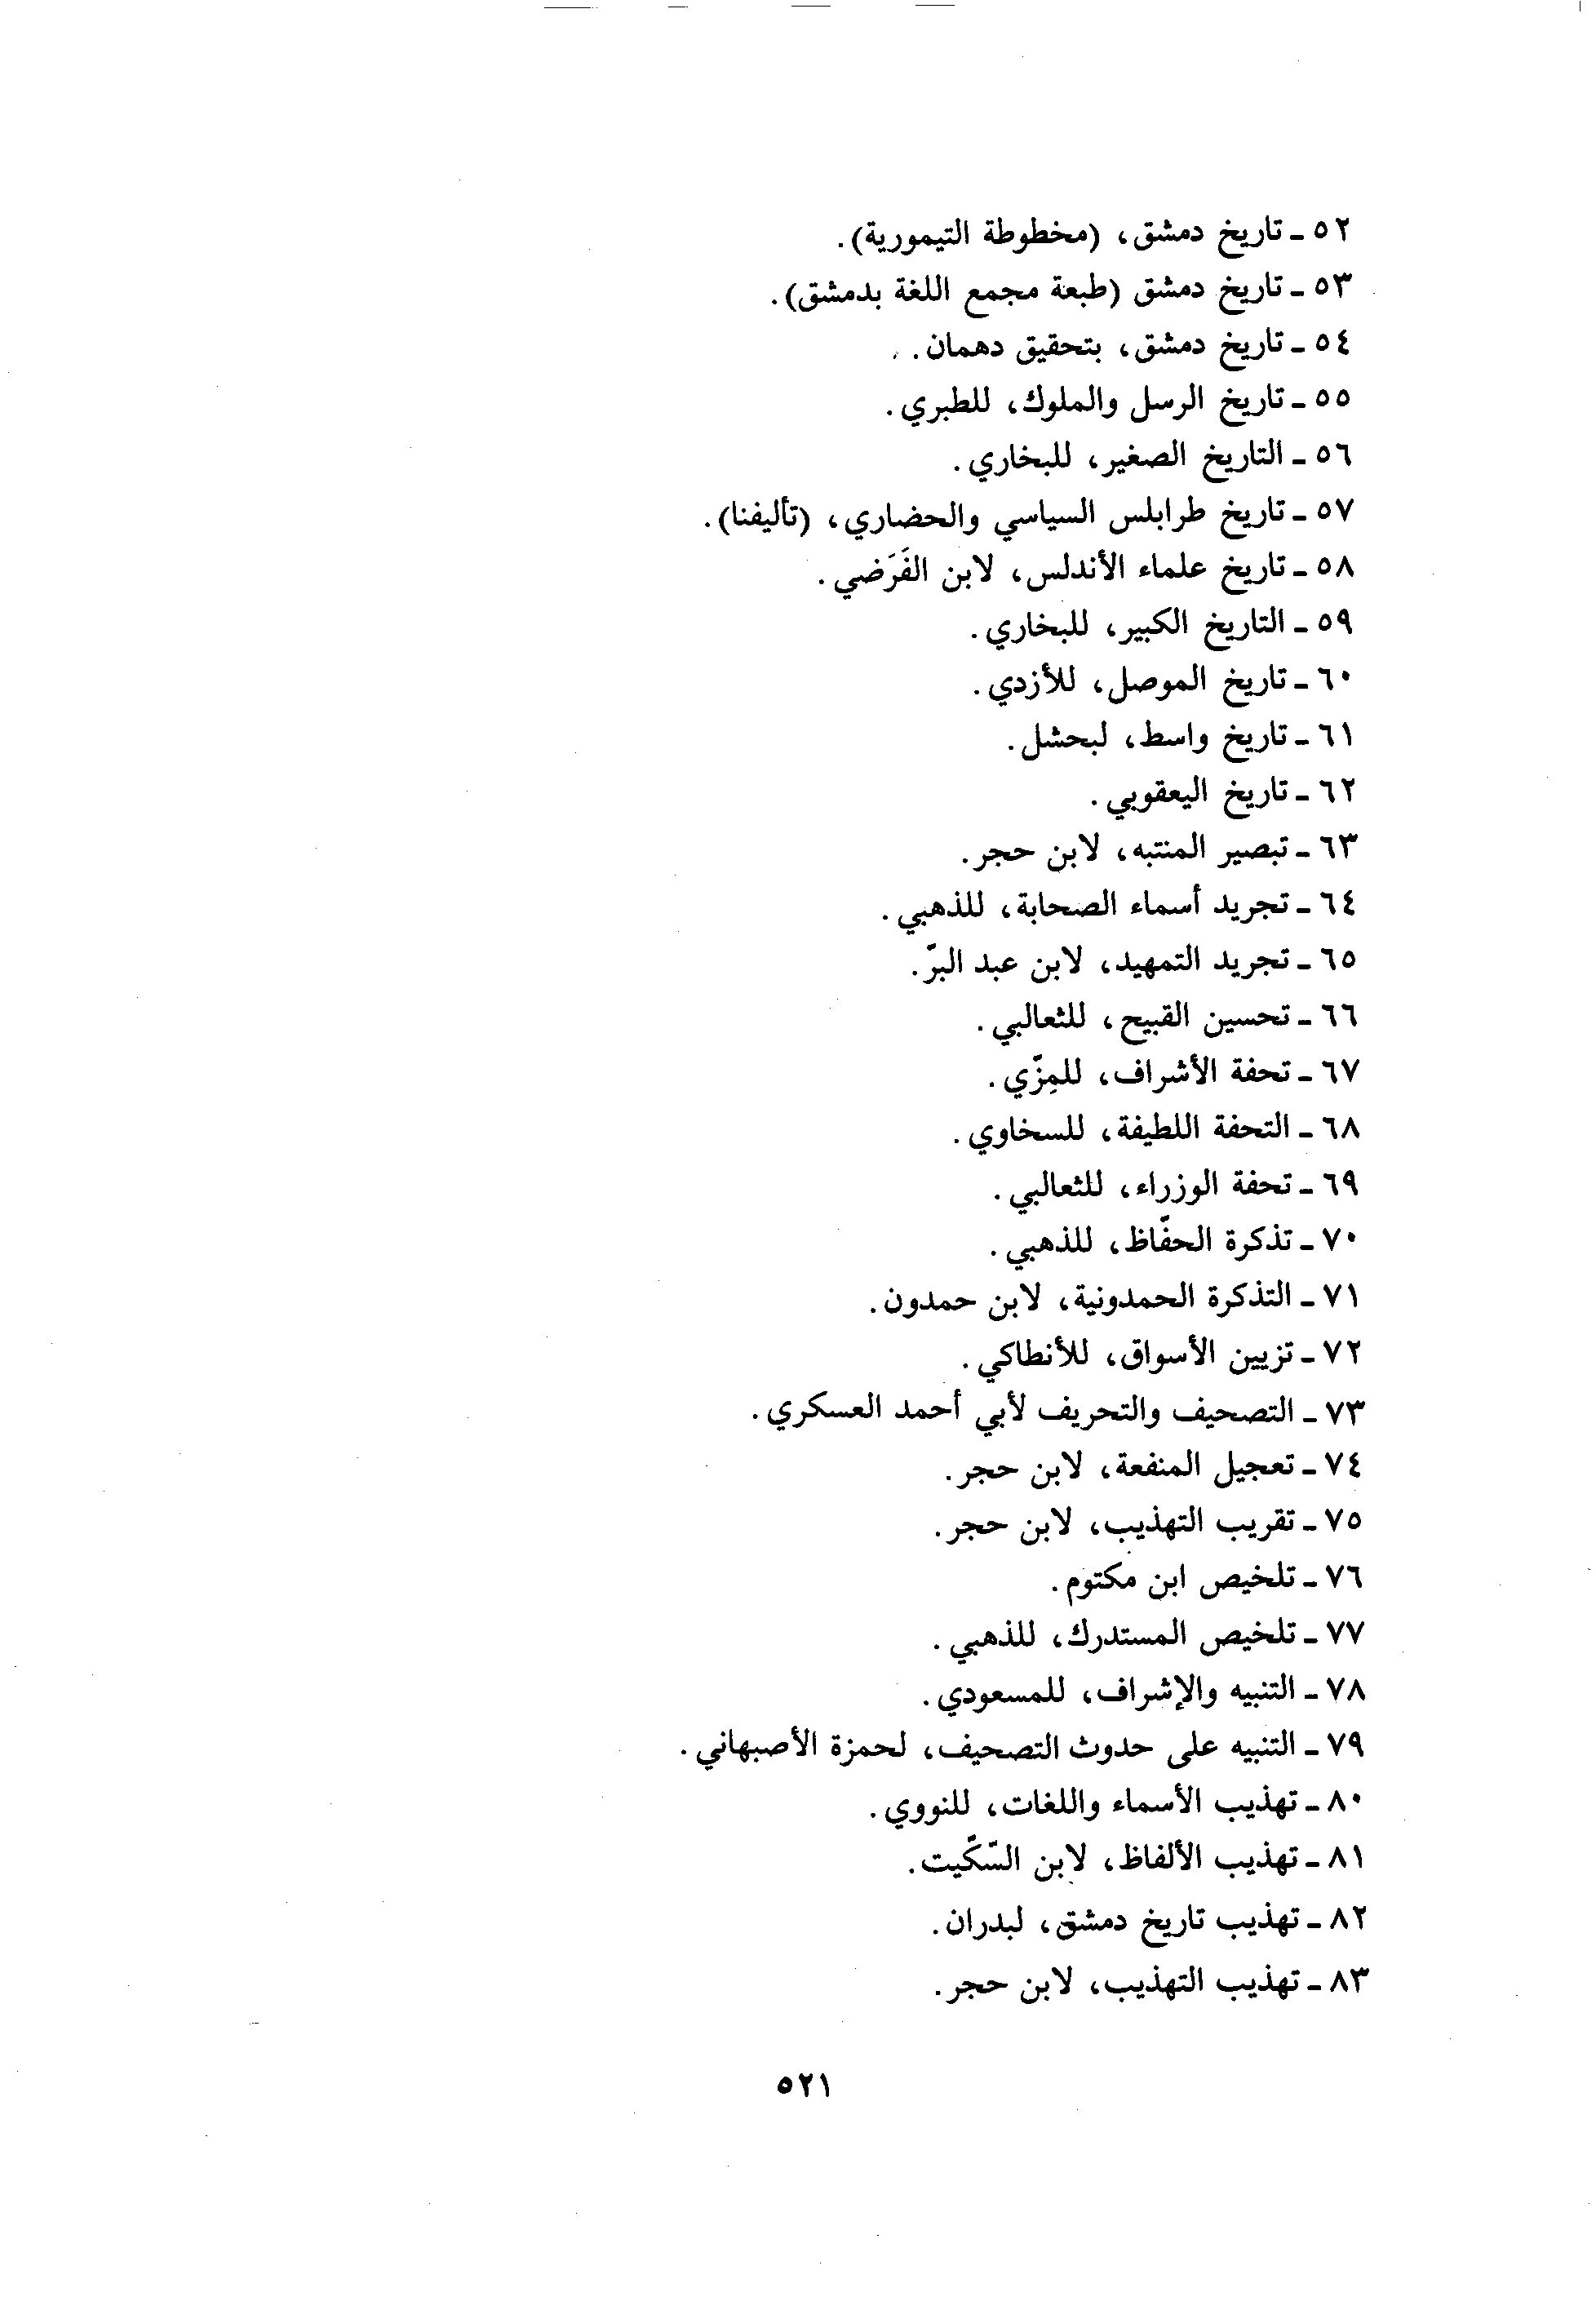 ٥٢ - تاريخ دمشق، (مخطوطة التيمورية).
٥٣ - تاريخ دمشق (طبعة مجمع اللغة بدمشق).
٥٤ - تاريخ دمشق، بتحقيق دهمان.
٥٥ - تاريخ الرسل والملوك، للطبري.
٥٦ - التاريخ الصغير، للبخاري.
٥٧ - تاريخ طرابلس السياسي والحضاري، (تأليفنا).
٥٨ - تاريخ علماء الأندلس، لابن الفَرَضي.
٥٩ - التاريخ الكبير، للبخاري.
٦٠ - تاريخ الموصل، للأزدي.
٦١ - تاريخ واسط، لبحشل.
٦٢ - تاريخ اليعقوبي.
٦٣ - تبصير المنتبه، لابن حجر.
٦٤ - تجريد أسماء الصحابة، للذهبي.
٦٥ - تجريد التمهيد، لابن عبد البرّ.
٦٦ - تحسين القبيح، للثعالبي.
٦٧ - تحفة الأشراف، للمِزّي.
٦٨ - التحفة اللطيفة، للسخاوي.
٦٩ - تحفة الوزراء، للثعالبي.
٧٠ - تذكرة الحفّاظ، للذهبي.
٧١ - التذكرة الحمدونية، لابن حمدون.
٧٢ - تزيين الأسواق، للأنطاكي.
٧٣ - التصحيف والتحريف لأبي أحمد العسكري.
٧٤ - تعجيل المنفعة، لابن حجر.
٧٥ - تقريب التهذيب، لابن حجر.
٧٦ - تلخيص ابن مكتوم.
٧٧ - تلخيص المستدرك، للذهبي.
٧٨ - التنبيه والإشراف، للمسعودي.
٧٩ - التنبيه على حدوث التصحيف، لحمزة الأصبهاني.
٨٠ - تهذيب الأسماء واللغات، للنووي.
٨١ - تهذيب الألفاظ، لابن السّكّيت.
٨٢ - تهذيب تاريخ دمشق، لبدران.
٨٣ - تهذيب التهذيب، لابن حجر.
٥٢١